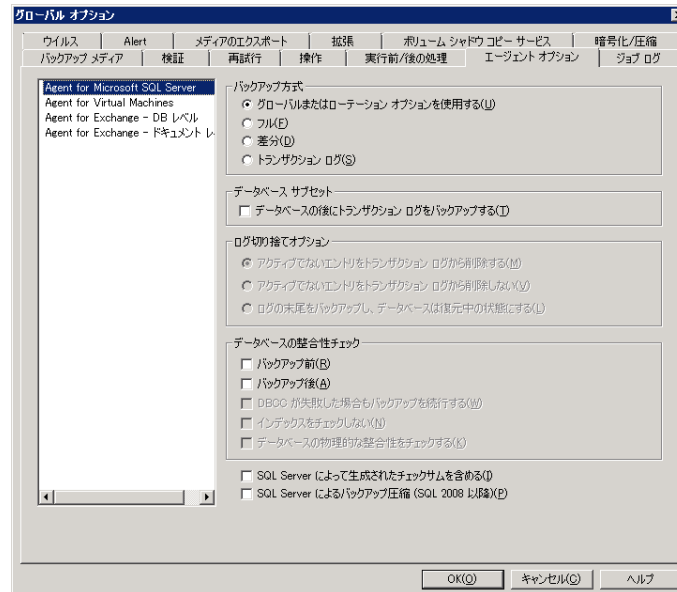 グローバル オプション
ウイルス
Alert
メディアのエクスポート
拡張
ボリューム シャドウ コピー サービス
暗号化/圧縮
バックアップ メディア
検証
再試行
操作
実行前/後の処理
エージェント オプション
ジョブ ログ
Agent for Microsoft SQL Server
Agent for Virtual Machines
Agent for Exchange - DB レベル
Agent for Exchange - ドキュメント レ
バックアップ方式
グローバルまたはローテーション オプションを使用する(U)
フル(F)
差分(D)
トランザクション ログ(S)
データベース サブセット
データベースの後にトランザクション ログをバックアップする(T)
ログ切り捨てオプション
アクティブでないエントリをトランザクション ログから削除する(M)
アクティブでないエントリをトランザクション ログから削除しない(V)
ログの末尾をバックアップし、データベースは復元中の状態にする(L)
データベースの整合性チェック
バックアップ前(R)
バックアップ後(A)
DBCC が失敗した場合もバックアップを続行する(W)
インデックスをチェックしない(N)
データベースの物理的な整合性をチェックする(K)
SQL Server によって生成されたチェックサムを含める(I)
SQL Server によるバックアップ圧縮 (SQL 2008 以降)(P)
OK(O)
キャンセル(C)
ヘルプ